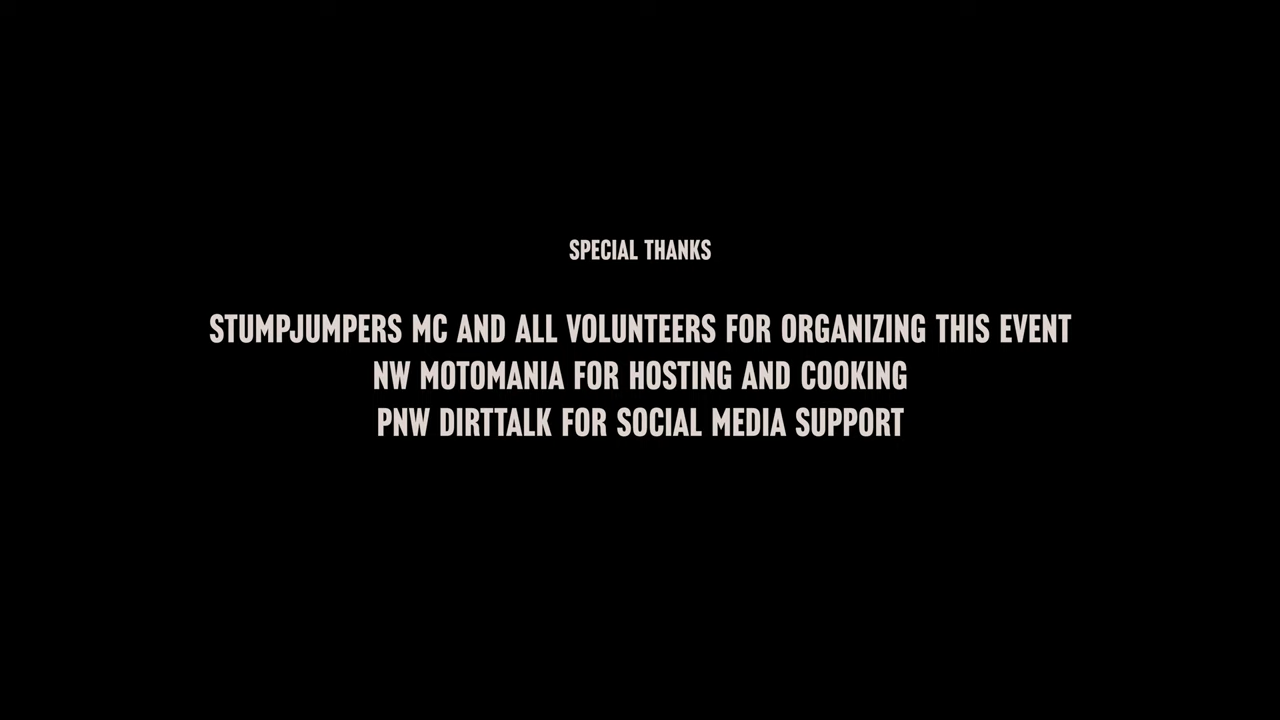 SPECIAL THANKS
STUMPJUMPERS MC AND ALL VOLUNTEERS FOR ORGANIZING THIS EVENT
NW MOTOMANIA FOR HOSTING AND COOKING
PNW DIRTTALK FOR SOCIAL MEDIA SUPPORT